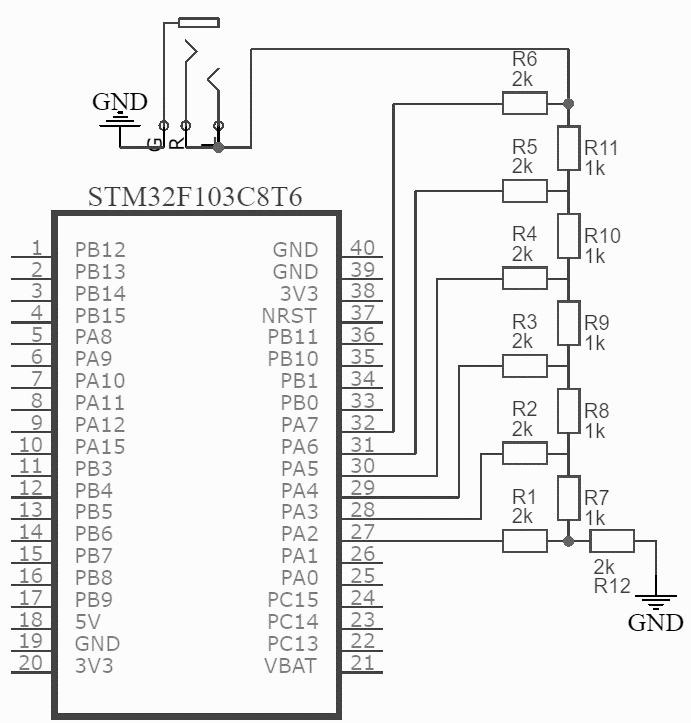 GND
G
R
L
STM32F103C8T6
1 PB12 GND 40
2 PB13 GND 39
3 PB14 3V3 38
4 PB15 NRST 37
5 PA8 PB11 36
6 PA9 PB10 35
7 PA10 PB1 34
8 PA11 PB0 33
9 PA12 PA7 32
10 PA15 PA6 31
11 PB3 PA5 30
12 PB4 PA4 29
13 PB5 PA3 28
14 PB6 PA2 27
15 PB7 PA1 26
16 PB8 PA0 25
17 PB9 PC15 24
18 5V PC14 23
19 GND PC13 22
20 3V3 VBAT 21
R6
2k
R11
1k
R5
2k
R10
1k
R4
2k
R9
1k
R3
2k
R8
1k
R2
2k
R7
1k
R1
2k
2k
R12
GND